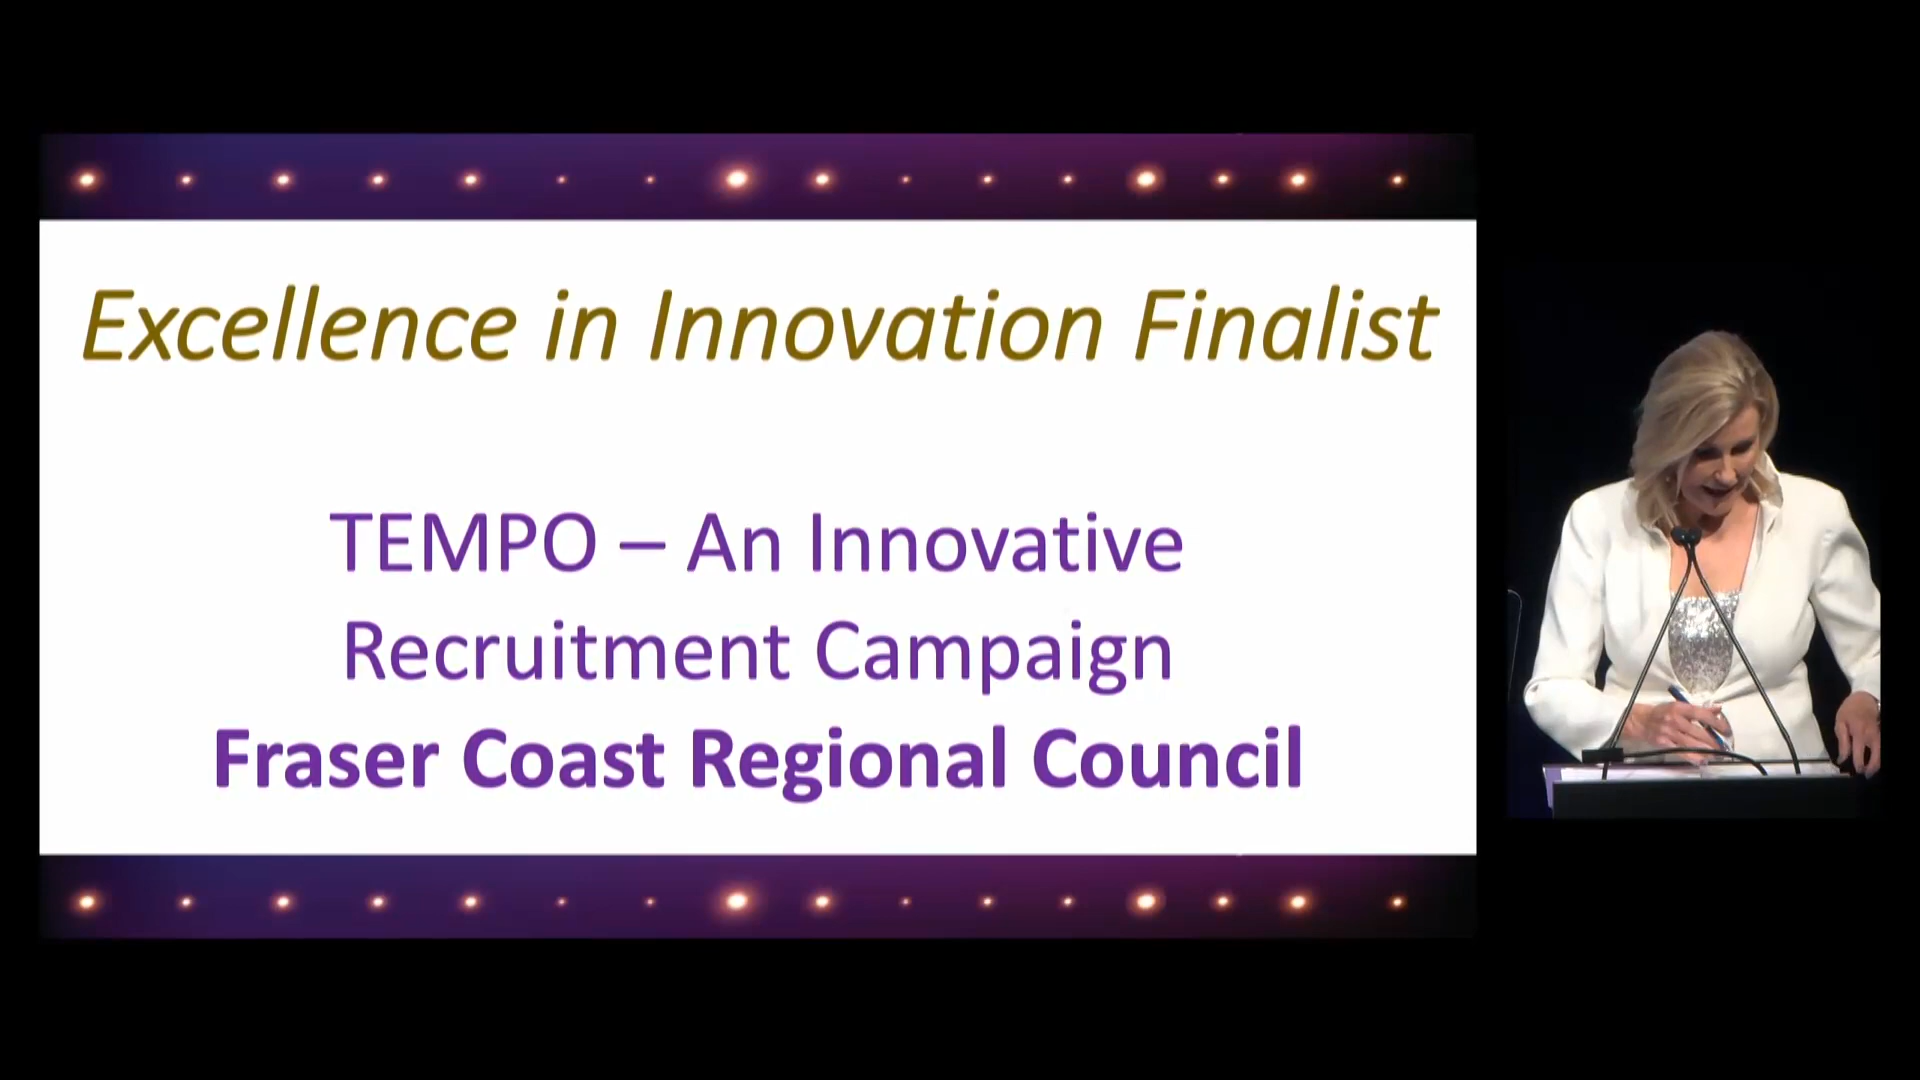 Excellence in Innovation Finalist
TEMPO – An Innovative
Recruitment Campaign
Fraser Coast Regional Council